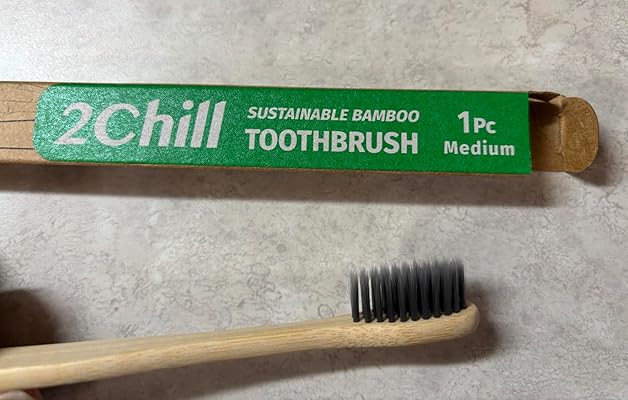 2Chill
SUSTAINABLE BAMBOO
TOOTHBRUSH
1Pc
Medium